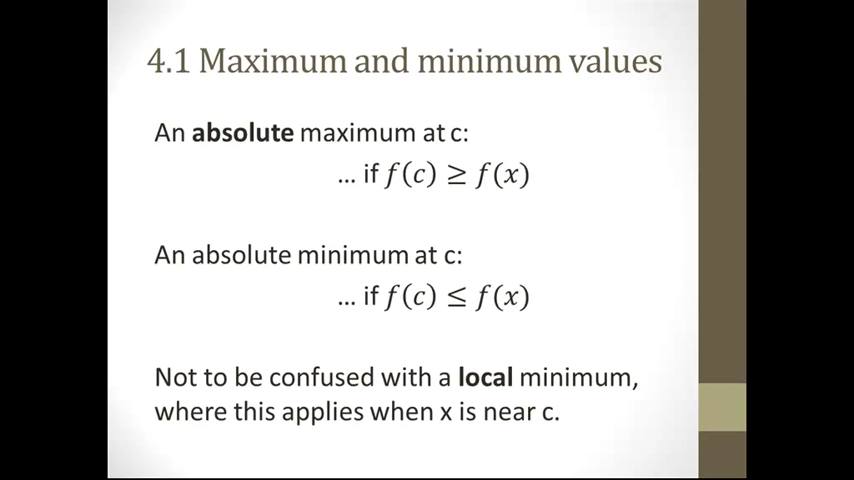 4.1 Maximum and minimum values
An absolute maximum at c:
... if f(c) ≥ f(x)
An absolute minimum at c:
... if f(c) ≤ f(x)
Not to be confused with a local minimum,
where this applies when x is near c.